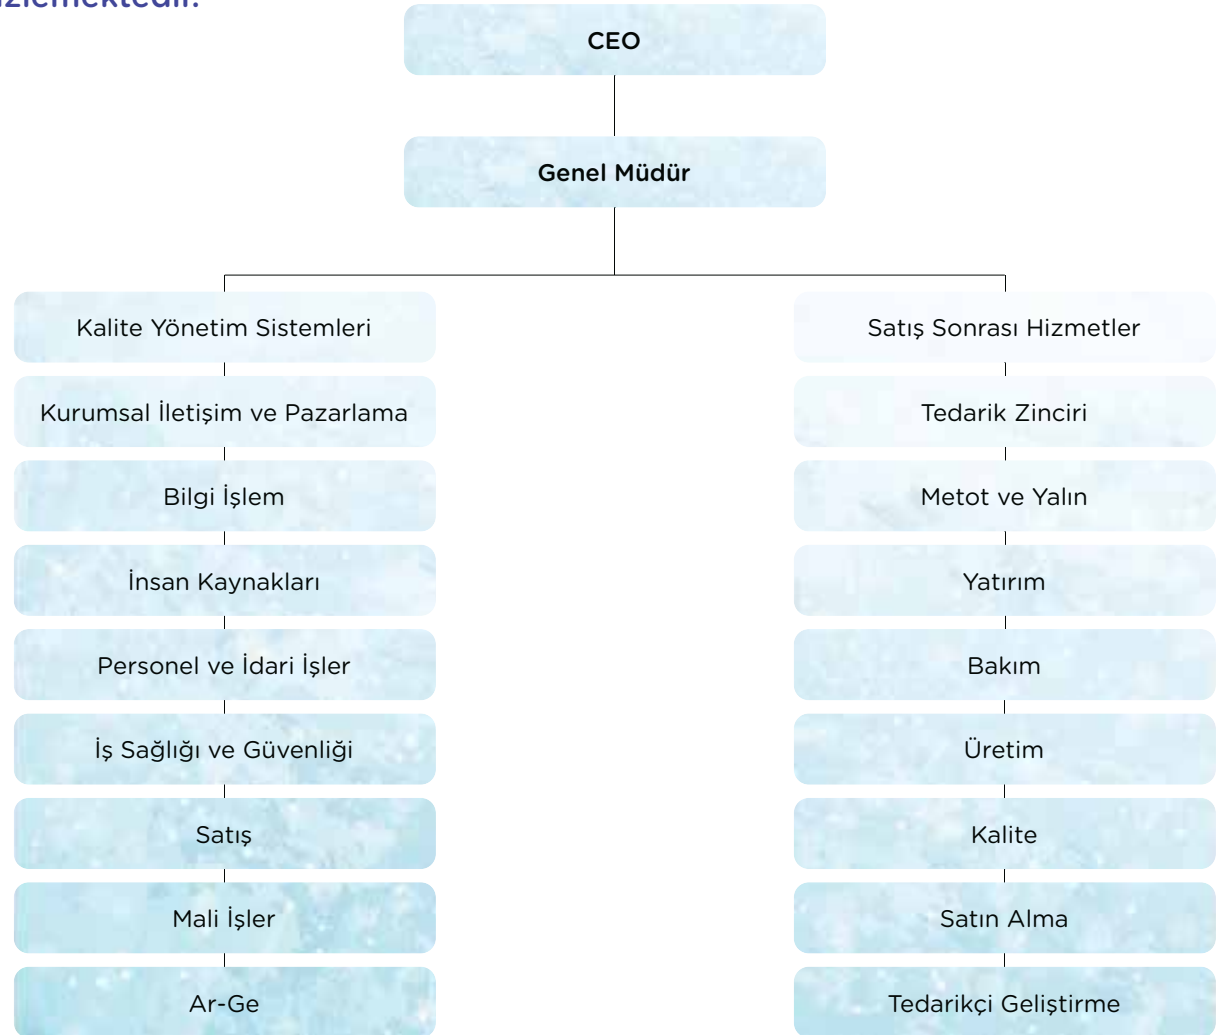 CEO
Genel Müdür
Kalite Yönetim Sistemleri
Kurumsal İletişim ve Pazarlama
Bilgi İşlem
İnsan Kaynakları
Personel ve İdari İşler
İş Sağlığı ve Güvenliği
Satış
Mali İşler
Ar-Ge
Satış Sonrası Hizmetler
Tedarik Zinciri
Metot ve Yalın
Yatırım
Bakım
Üretim
Kalite
Satın Alma
Tedarikçi Geliştirme